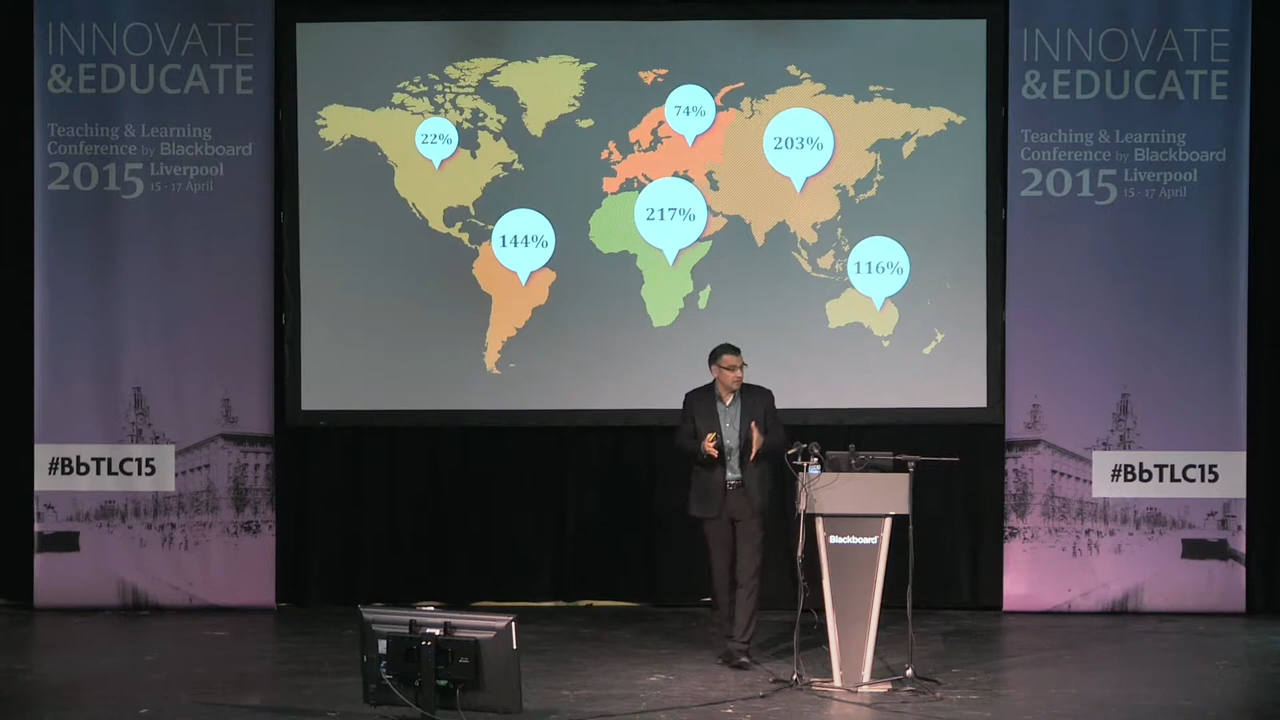 INNOVATE
&EDUCATE
Teaching & Learning
Conference by Blackboard
2015 Liverpool
15 - 17 April
#BbTLC15
22%
74%
203%
217%
144%
116%
Blackboard
INNOVATE
&EDUCATE
Teaching & Learning
Conference by Blackboard
2015 Liverpool
15 - 17 April
#BbTLC15